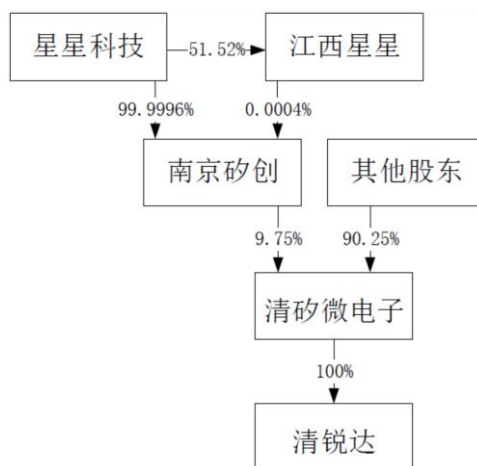 星星科技
51.52%
江西星星
99.9996%
0.0004%
南京矽创
其他股东
9.75%
90.25%
清矽微电子
100%
清锐达